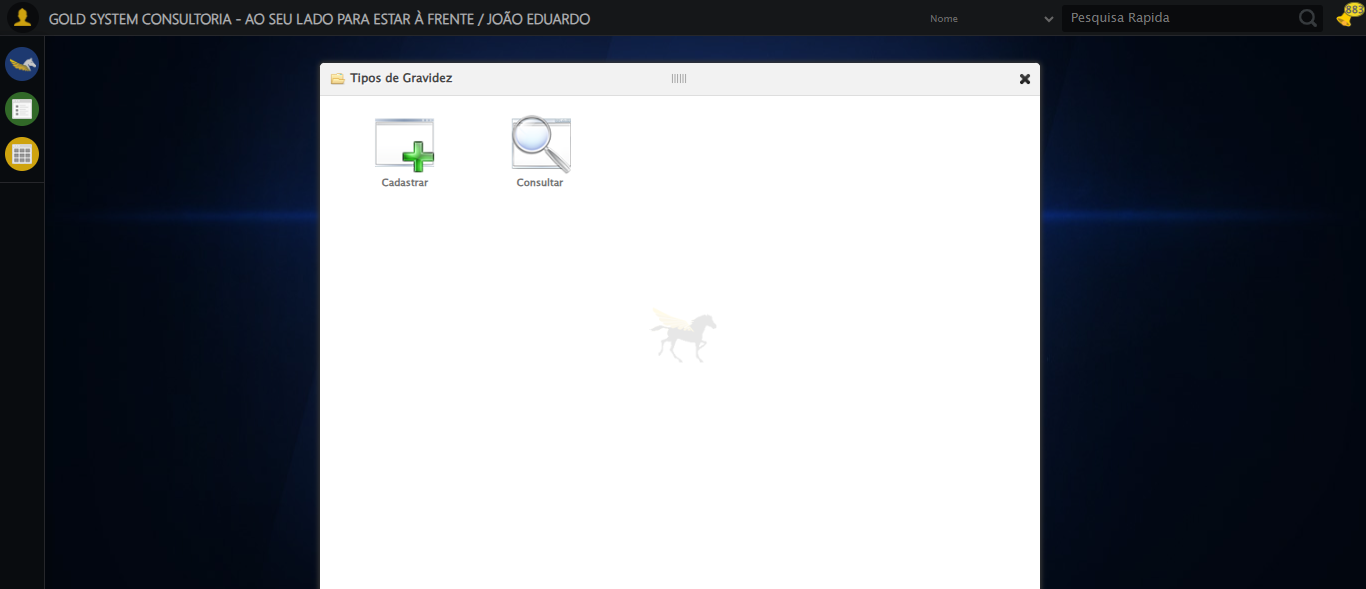 GOLD SYSTEM CONSULTORIA - AO SEU LADO PARA ESTAR À FRENTE / JOÃO EDUARDO
Nome
Pesquisa Rapida
883
Tipos de Gravidez
Cadastrar
Consultar